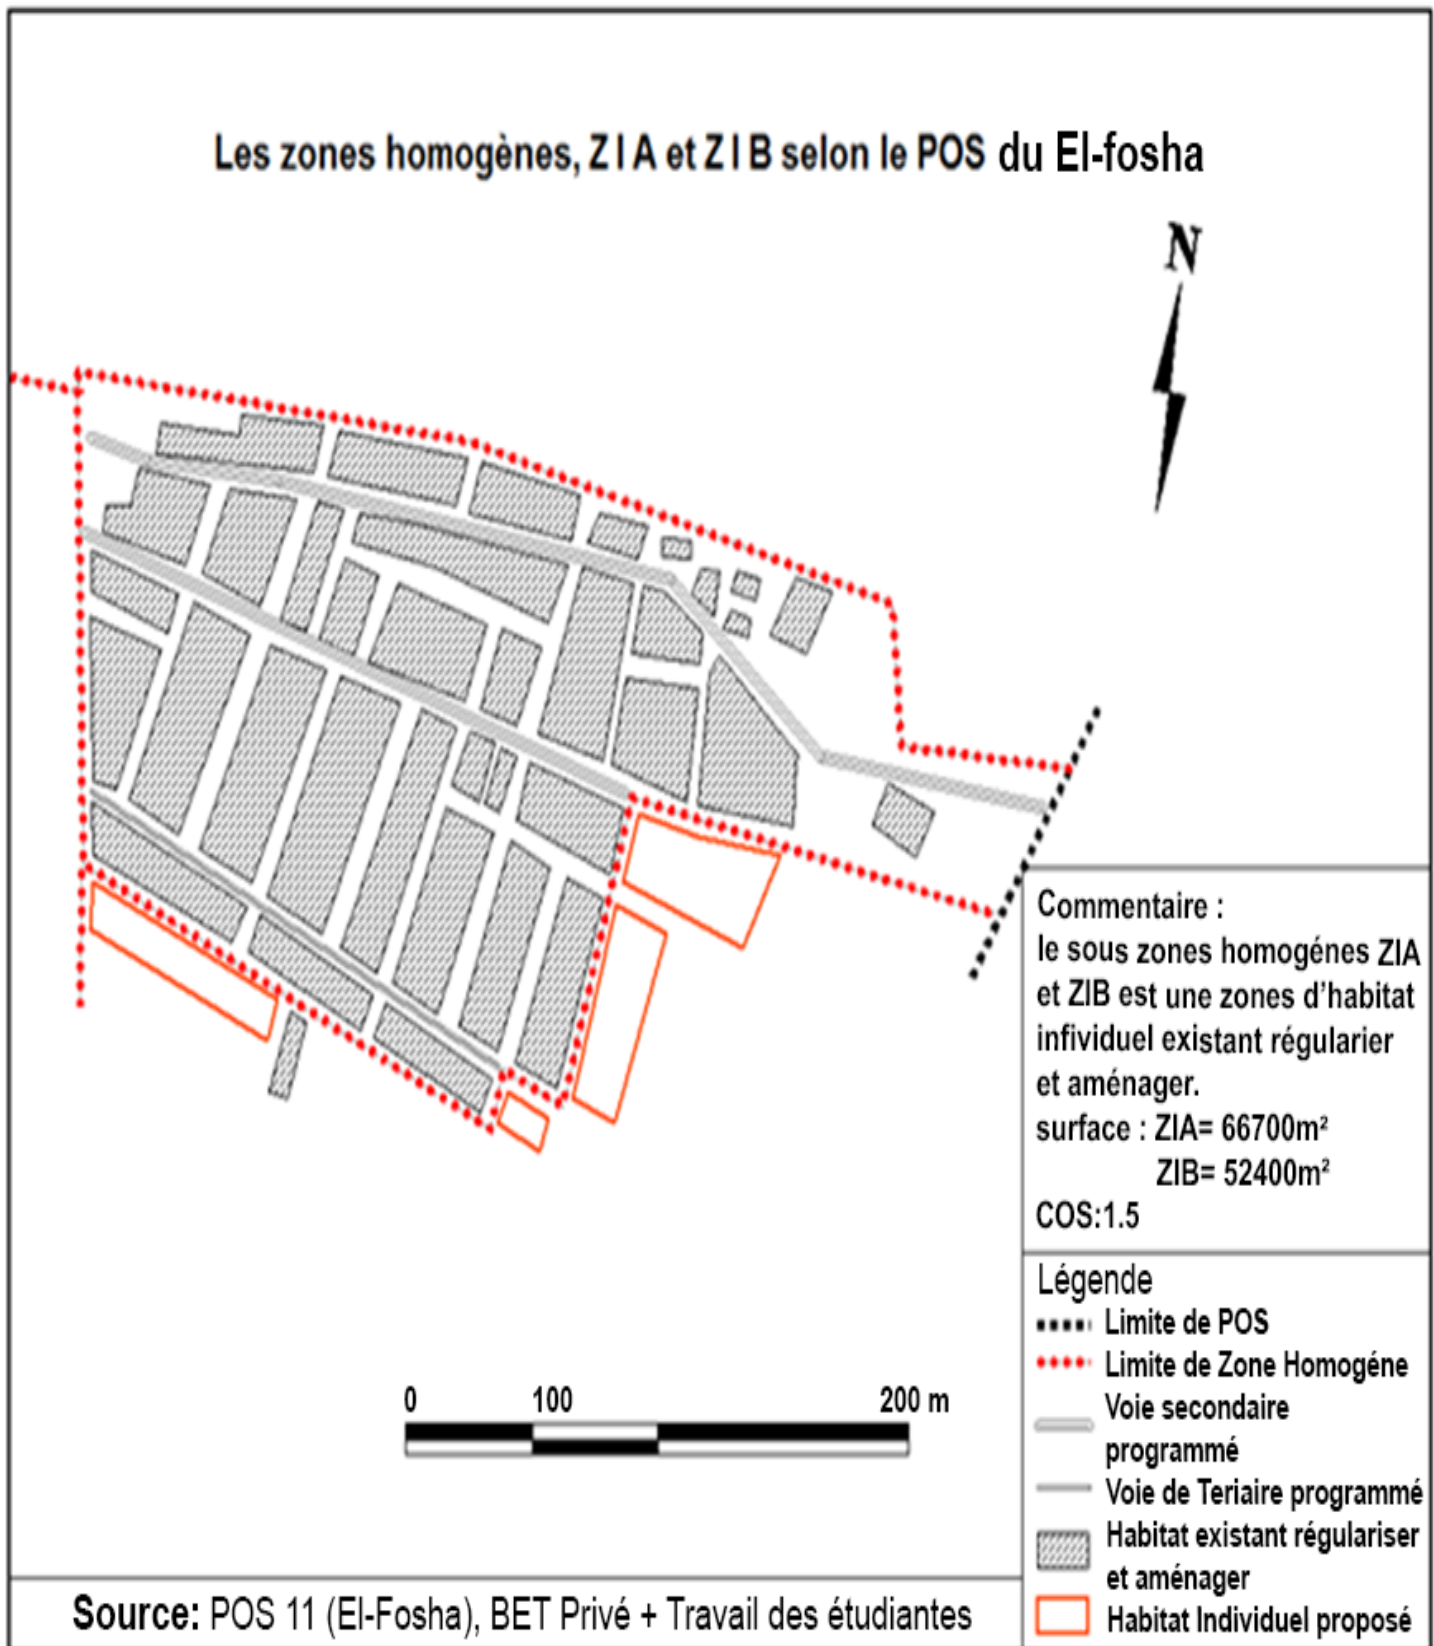 Les zones homogènes, Z I A et Z I B selon le POS du El-fosha
N
Commentaire :
le sous zones homogénes ZIA
et ZIB est une zones d'habitat
infividuel existant régularier
et aménager.
surface : ZIA= 66700m²
ZIB= 52400m²
COS:1.5
Légende
Limite de POS
Limite de Zone Homogéne
Voie secondaire
programmé
Voie de Teriaire programmé
Habitat existant régulariser
et aménager
Habitat Individuel proposé
0 100 200 m
Source: POS 11 (El-Fosha), BET Privé + Travail des étudiantes